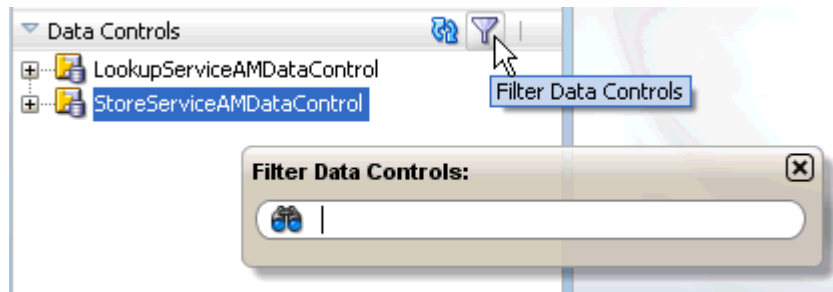 Data Controls
LookupServiceAMDataControl
StoreServiceAMDataControl
Filter Data Controls
Filter Data Controls: